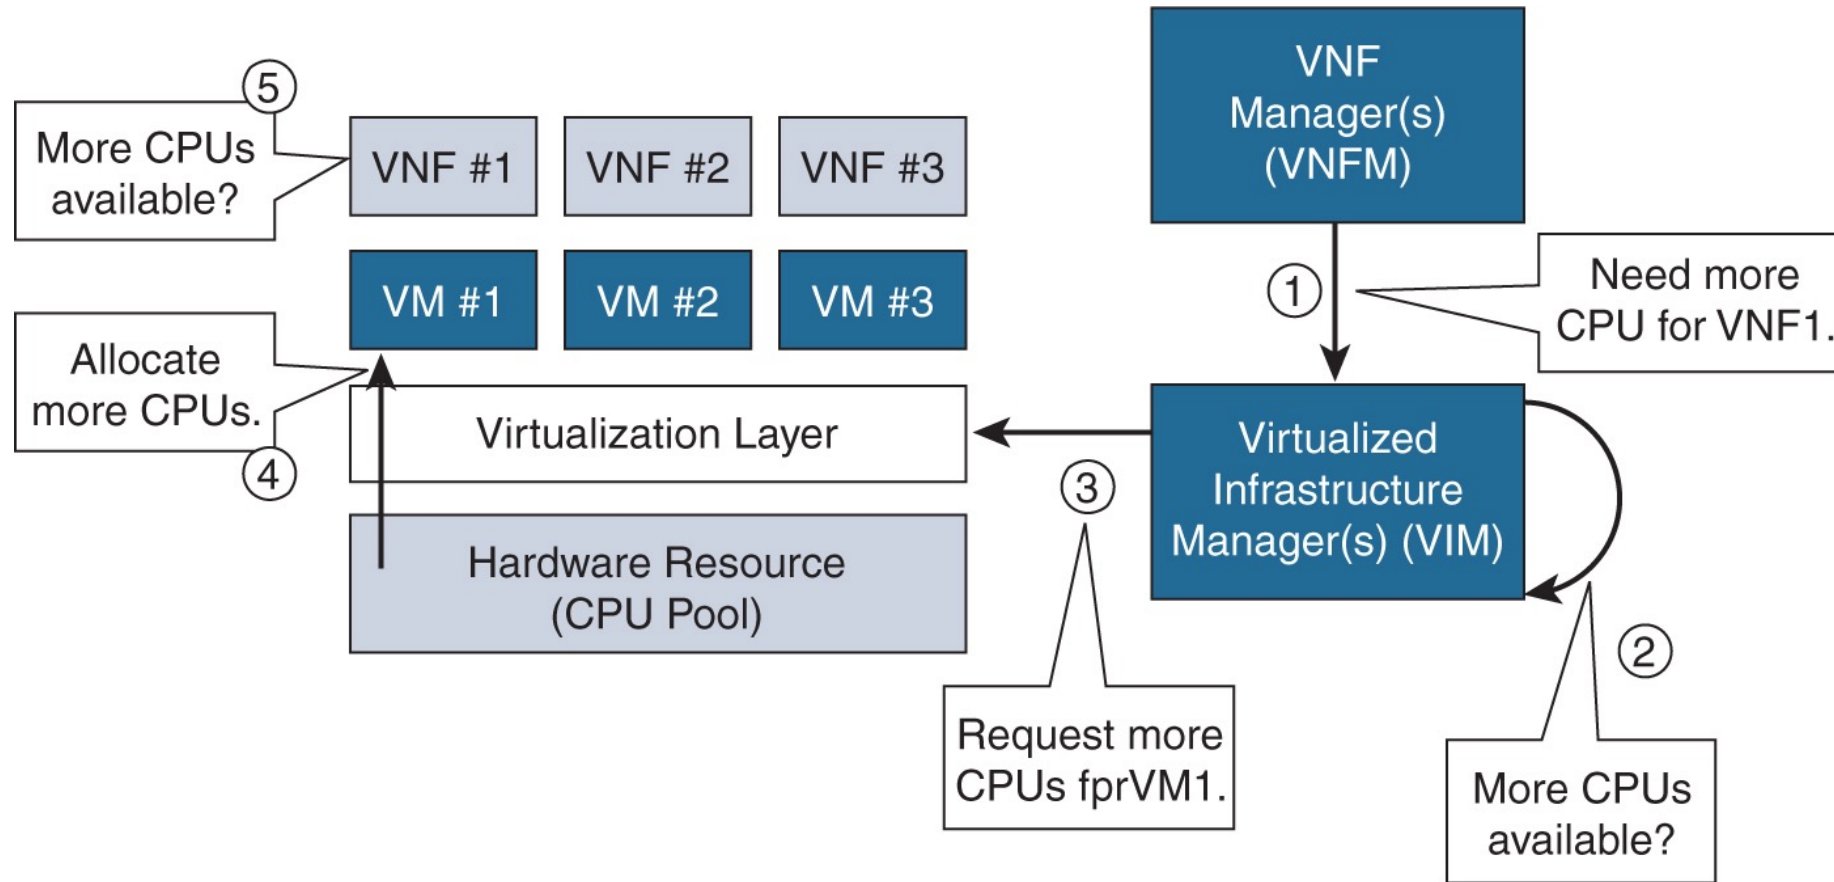 5
More CPUs
available?
VNF #1
VNF #2
VNF #3
VNF
Manager(s)
(VNFM)
1
Need more
CPU for VNF1.
VM #1
VM #2
VM #3
Allocate
more CPUs.
4
Virtualization Layer
Virtualized
Infrastructure
Manager(s) (VIM)
3
Hardware Resource
(CPU Pool)
2
Request more
CPUs fprVM1.
More CPUs
available?